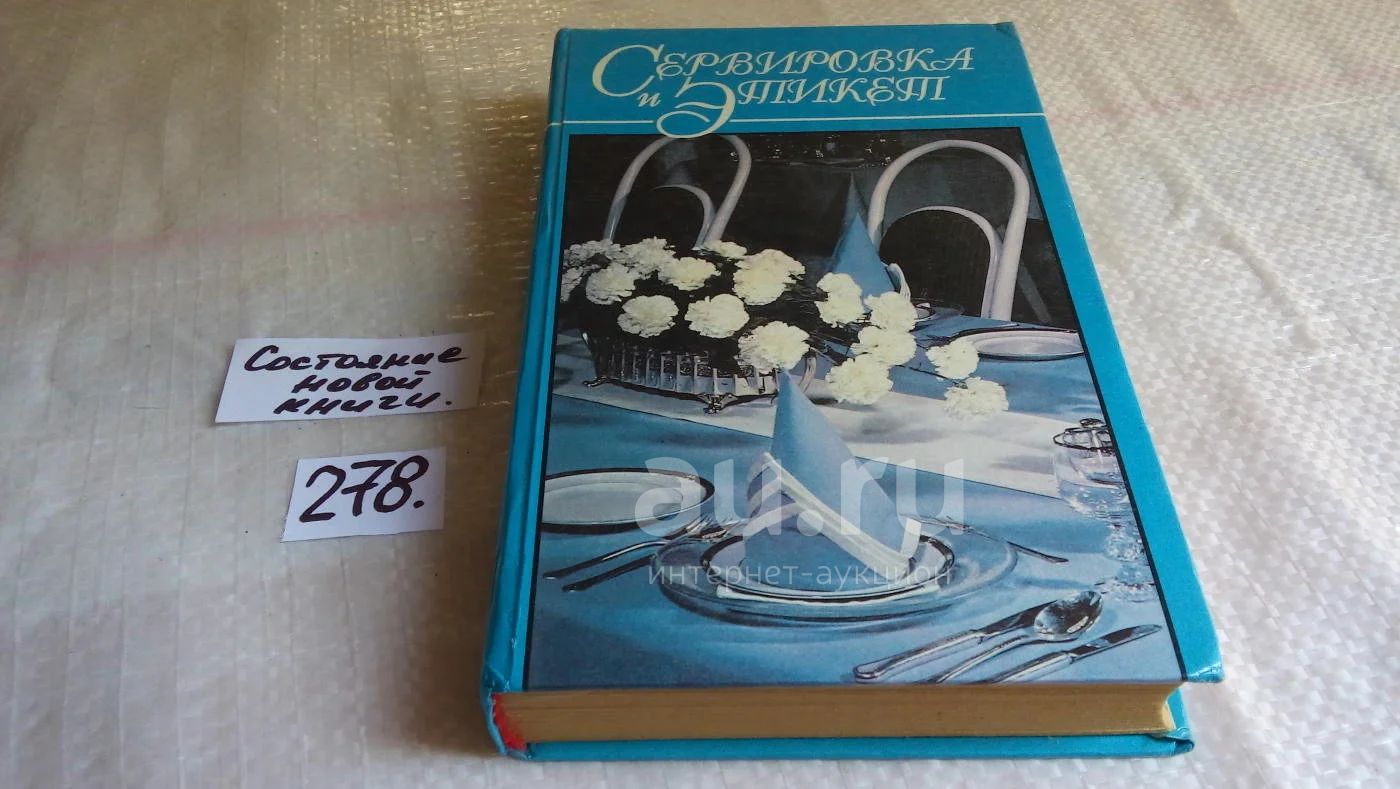 Сервировка
и Этикет
Состояние
новой
книги.
278.
au.ru
интернет-аукцион